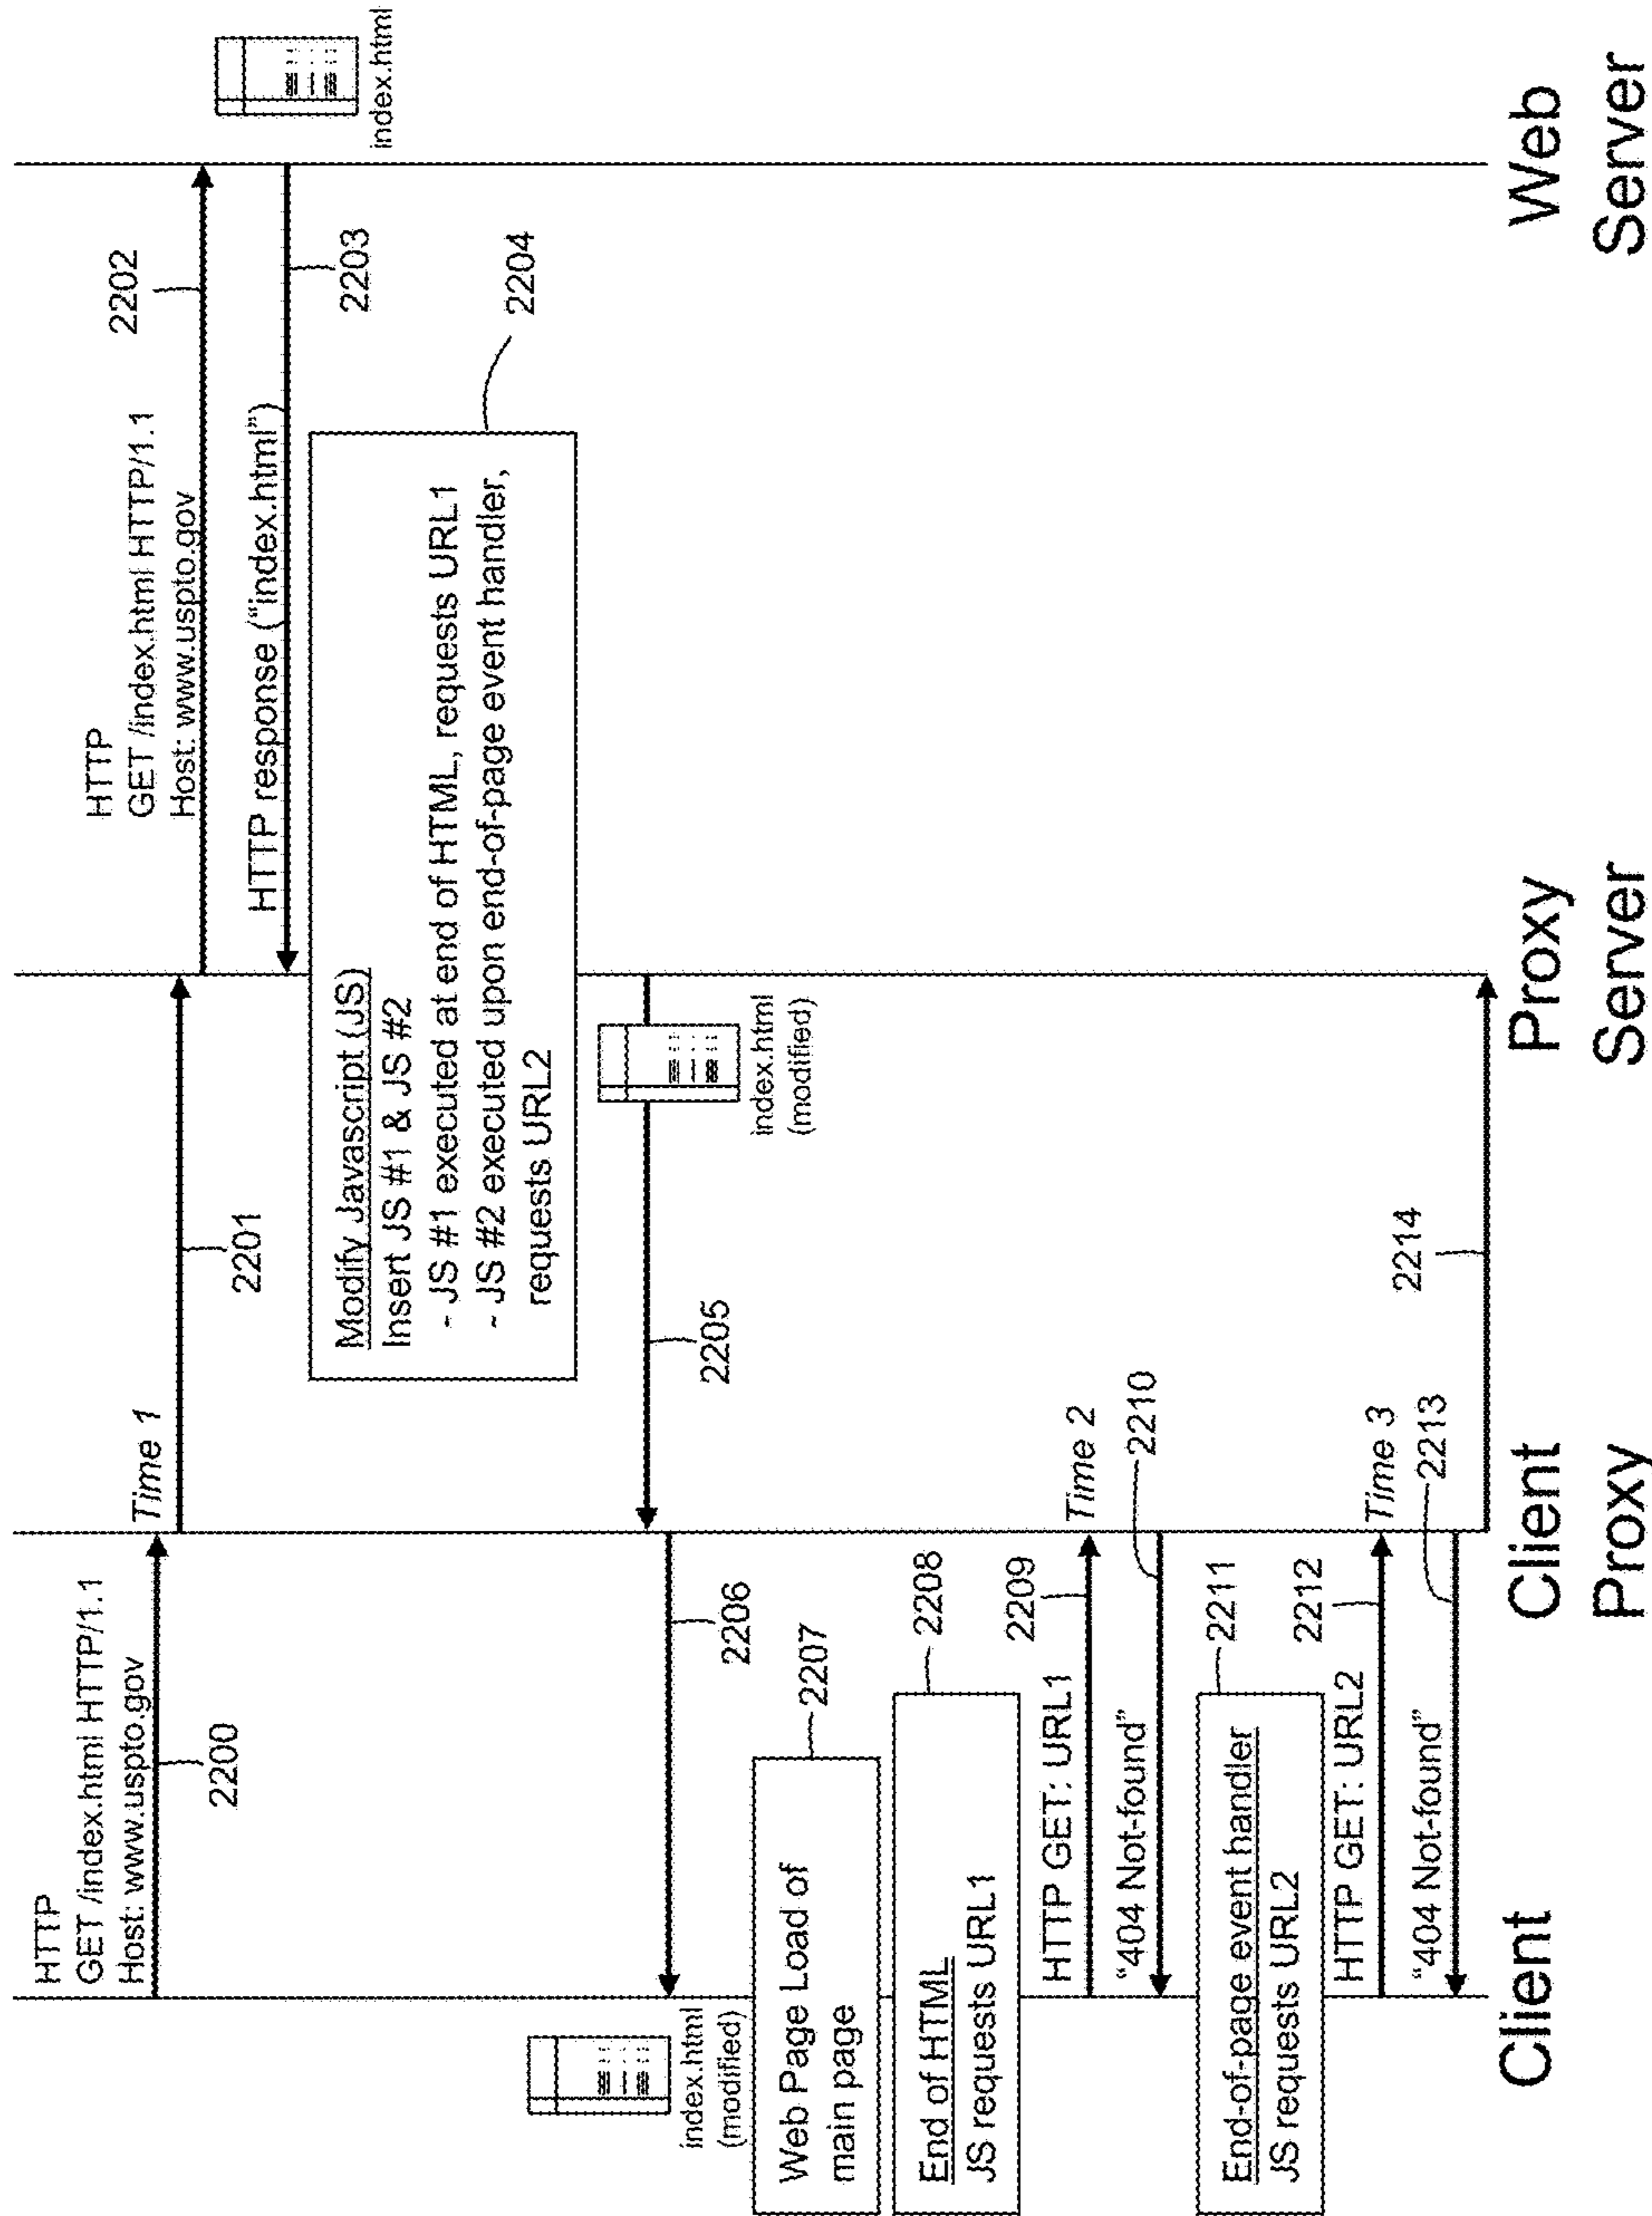 HTTP
GET /index.html HTTP/1.1
Host: www.uspto.gov
2200
Time 1
2201
HTTP
GET /index.html HTTP/1.1
Host: www.uspto.gov
2202
HTTP response ("index.html")
2203
index.html
Modify Javascript (JS)
Insert JS #1 & JS #2
- JS #1 executed at end of HTML, requests URL1
- JS #2 executed upon end-of-page event handler,
requests URL2
2204
index.html
(modified)
2205
2206
index.html
(modified)
Web Page Load of
main page
2207
End of HTML
JS requests URL1
2208
HTTP GET: URL1
2209
Time 2
"404 Not-found"
2210
End-of-page event handler
JS requests URL2
2211
HTTP GET: URL2
2212
Time 3
"404 Not-found"
2213
2214
Client
Client
Proxy
Proxy
Server
Web
Server